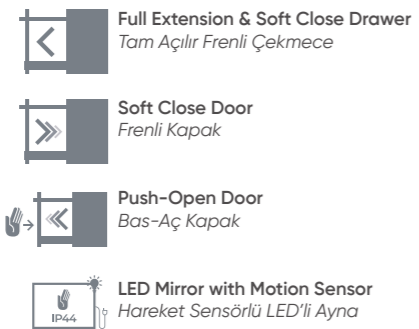 Full Extension & Soft Close Drawer
Tam Açılır Frenli Çekmece
Soft Close Door
Frenli Kapak
Push-Open Door
Bas-Aç Kapak
LED Mirror with Motion Sensor
IP44
Hareket Sensörlü LED'li Ayna